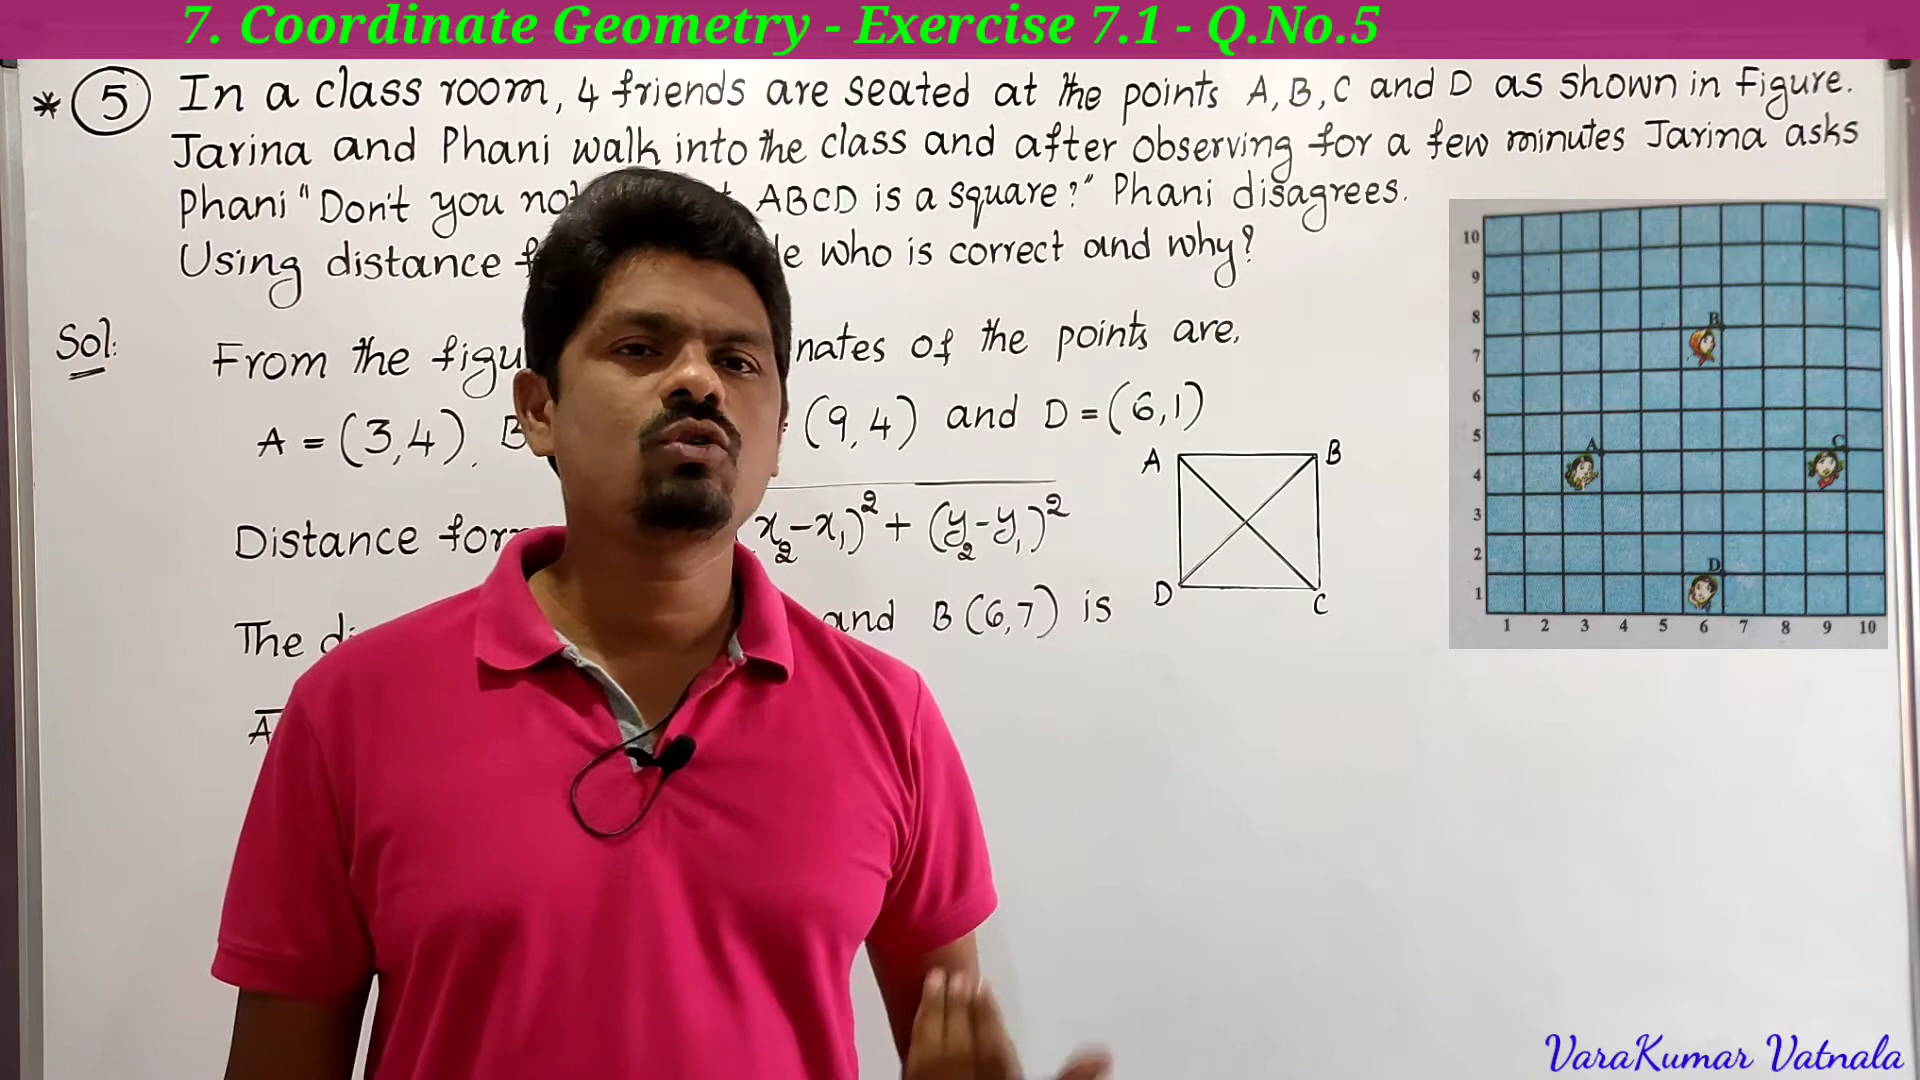 7. Coordinate Geometry - Exercise 7.1 - Q.No.5
* 5 In a class room, 4 friends are seated at the points A, B, C and D as shown in Figure.
Jarina and Phani walk into the class and after observing for a few minutes Jarina asks
Phani "Don't you ABCD is a square?" Phani disagrees.
Using distance who is correct and why?
Sol:
From the of the points are,
A = (3,4), B (9,4) and D = (6,1)
Distance x₂-x₁)² + (y₂-y₁)²
The and B(6,7) is
A
A B
D C
10
9
8
7
6
5
4
3
2
1
B
A
C
D
1 2 3 4 5 6 7 8 9 10
VaraKumar Vatnala